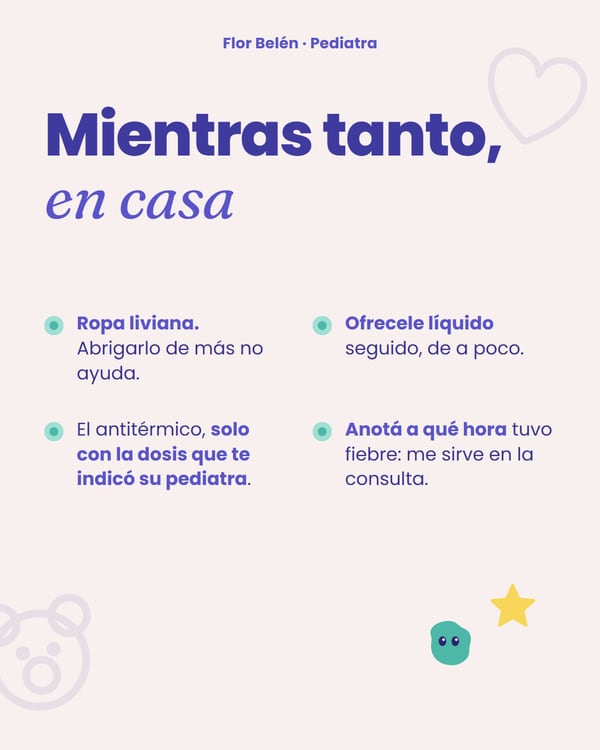 Flor Belén · Pediatra
Mientras tanto,
en casa
Ropa liviana.
Abrigarlo de más no
ayuda.
Ofrecele líquido
seguido, de a poco.
El antitérmico, solo
con la dosis que te
indicó su pediatra.
Anotá a qué hora tuvo
fiebre: me sirve en la
consulta.